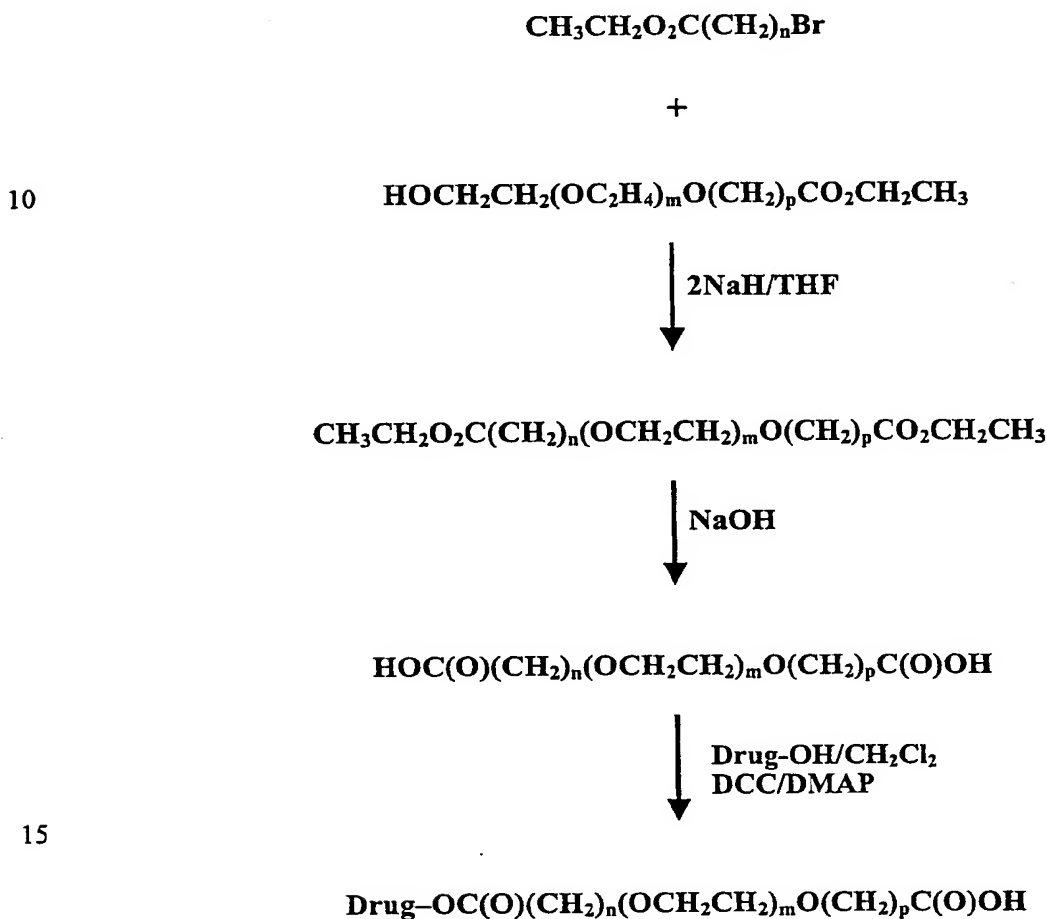 CH₃CH₂O₂C(CH₂)ₙBr
+
10
HOCH₂CH₂(OC₂H₄)ₘO(CH₂)ₚCO₂CH₂CH₃
2NaH/THF
CH₃CH₂O₂C(CH₂)ₙ(OCH₂CH₂)ₘO(CH₂)ₚCO₂CH₂CH₃
NaOH
HOC(O)(CH₂)ₙ(OCH₂CH₂)ₘO(CH₂)ₚC(O)OH
Drug-OH/CH₂Cl₂
DCC/DMAP
15
Drug–OC(O)(CH₂)ₙ(OCH₂CH₂)ₘO(CH₂)ₚC(O)OH